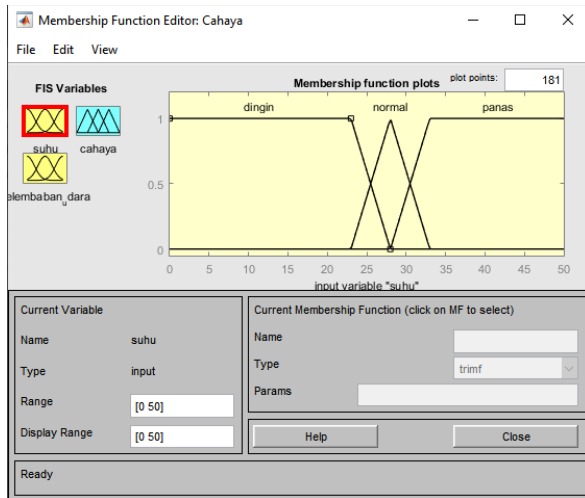 Membership Function Editor: Cahaya
File Edit View
FIS Variables
suhu cahaya
elembaban_udara
Membership function plots plot points: 181
dingin normal panas
1
0.5
0
0 5 10 15 20 25 30 35 40 45 50
input variable "suhu"
Current Variable
Name suhu
Type input
Range [0 50]
Display Range [0 50]
Current Membership Function (click on MF to select)
Name
Type trimf
Params
Help Close
Ready